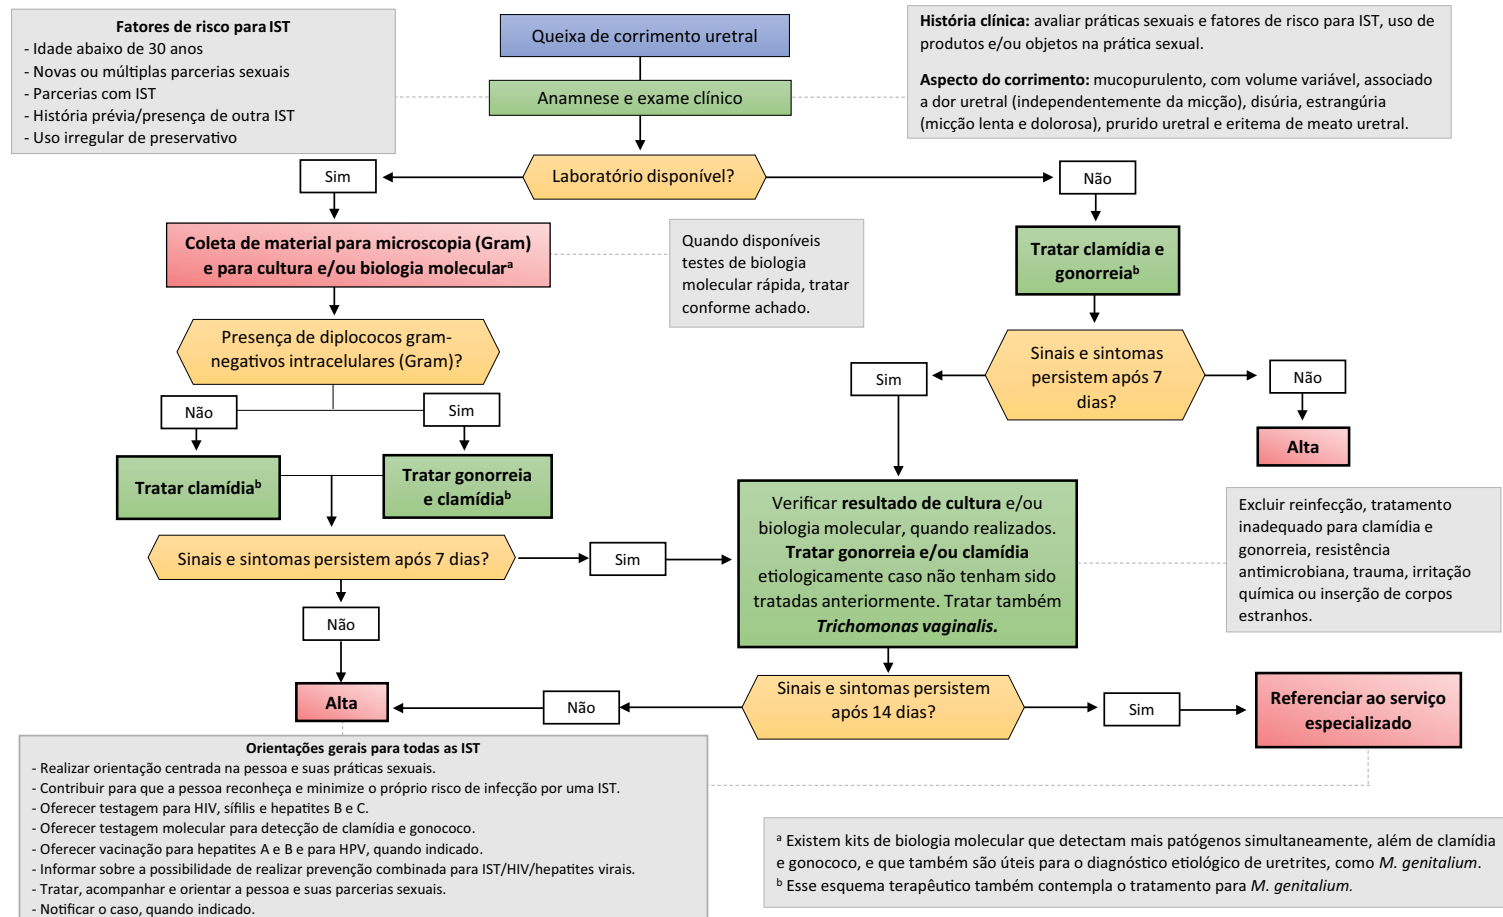 Fatores de risco para IST
- Idade abaixo de 30 anos
- Novas ou múltiplas parcerias sexuais
- Parcerias com IST
- História prévia/presença de outra IST
- Uso irregular de preservativo
Queixa de corrimento uretral
Anamnese e exame clínico
História clínica: avaliar práticas sexuais e fatores de risco para IST, uso de
produtos e/ou objetos na prática sexual.
Aspecto do corrimento: mucopurulento, com volume variável, associado
a dor uretral (independentemente da micção), disúria, estrangúria
(micção lenta e dolorosa), prurido uretral e eritema de meato uretral.
Laboratório disponível?
Sim
Não
Coleta de material para microscopia (Gram)
e para cultura e/ou biologia molecularᵃ
Quando disponíveis
testes de biologia
molecular rápida, tratar
conforme achado.
Tratar clamídia e
gonorreiaᵇ
Presença de diplococos gram-
negativos intracelulares (Gram)?
Não
Sim
Tratar clamídiaᵇ
Tratar gonorreia
e clamídiaᵇ
Sinais e sintomas
persistem após 7
dias?
Sim
Não
Alta
Sinais e sintomas persistem após 7 dias?
Sim
Não
Verificar resultado de cultura e/ou
biologia molecular, quando realizados.
Tratar gonorreia e/ou clamídia
etiologicamente caso não tenham sido
tratadas anteriormente. Tratar também
Trichomonas vaginalis.
Excluir reinfecção, tratamento
inadequado para clamídia e
gonorreia, resistência
antimicrobiana, trauma, irritação
química ou inserção de corpos
estranhos.
Alta
Não
Sinais e sintomas persistem
após 14 dias?
Sim
Referenciar ao serviço
especializado
Orientações gerais para todas as IST
- Realizar orientação centrada na pessoa e suas práticas sexuais.
- Contribuir para que a pessoa reconheça e minimize o próprio risco de infecção por uma IST.
- Oferecer testagem para HIV, sífilis e hepatites B e C.
- Oferecer testagem molecular para detecção de clamídia e gonococo.
- Oferecer vacinação para hepatites A e B e para HPV, quando indicado.
- Informar sobre a possibilidade de realizar prevenção combinada para IST/HIV/hepatites virais.
- Tratar, acompanhar e orientar a pessoa e suas parcerias sexuais.
- Notificar o caso, quando indicado.
ᵃ Existem kits de biologia molecular que detectam mais patógenos simultaneamente, além de clamídia
e gonococo, e que também são úteis para o diagnóstico etiológico de uretrites, como M. genitalium.
ᵇ Esse esquema terapêutico também contempla o tratamento para M. genitalium.